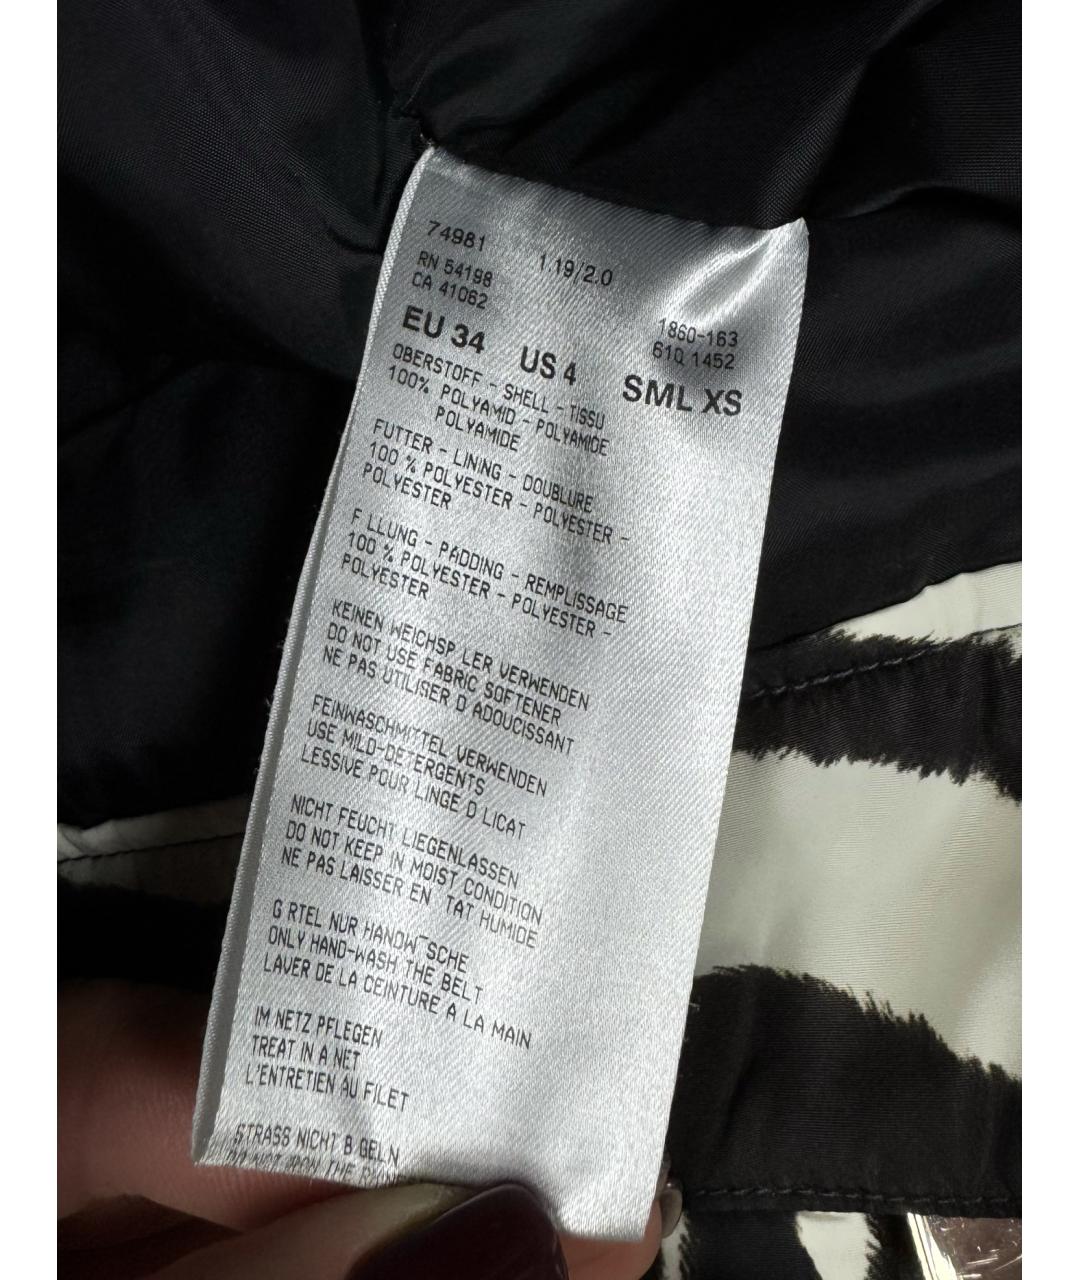 74981 1.19/2.0
RN 54198
CA 41062
1860-163
61Q 1452
EU 34 US 4 SML XS
OBERSTOFF - SHELL - TISSU
100% POLYAMID - POLYAMIDE
POLYAMIDE
FUTTER - LINING - DOUBLURE
100 % POLYESTER - POLYESTER -
POLYESTER
F LLUNG - PADDING - REMPLISSAGE
100 % POLYESTER - POLYESTER -
POLYESTER
KEINEN WEICHSP LER VERWENDEN
DO NOT USE FABRIC SOFTENER
NE PAS UTILISER D ADOUCISSANT
FEINWASCHMITTEL VERWENDEN
USE MILD-DETERGENTS
LESSIVE POUR LINGE D LICAT
NICHT FEUCHT LIEGENLASSEN
DO NOT KEEP IN MOIST CONDITION
NE PAS LAISSER EN TAT HUMIDE
G RTEL NUR HANDW¯SCHE
ONLY HAND-WASH THE BELT
LAVER DE LA CEINTURE A LA MAIN
IM NETZ PFLEGEN
TREAT IN A NET
L'ENTRETIEN AU FILET
STRASS NICHT B GELN
DO NOT IRON THE